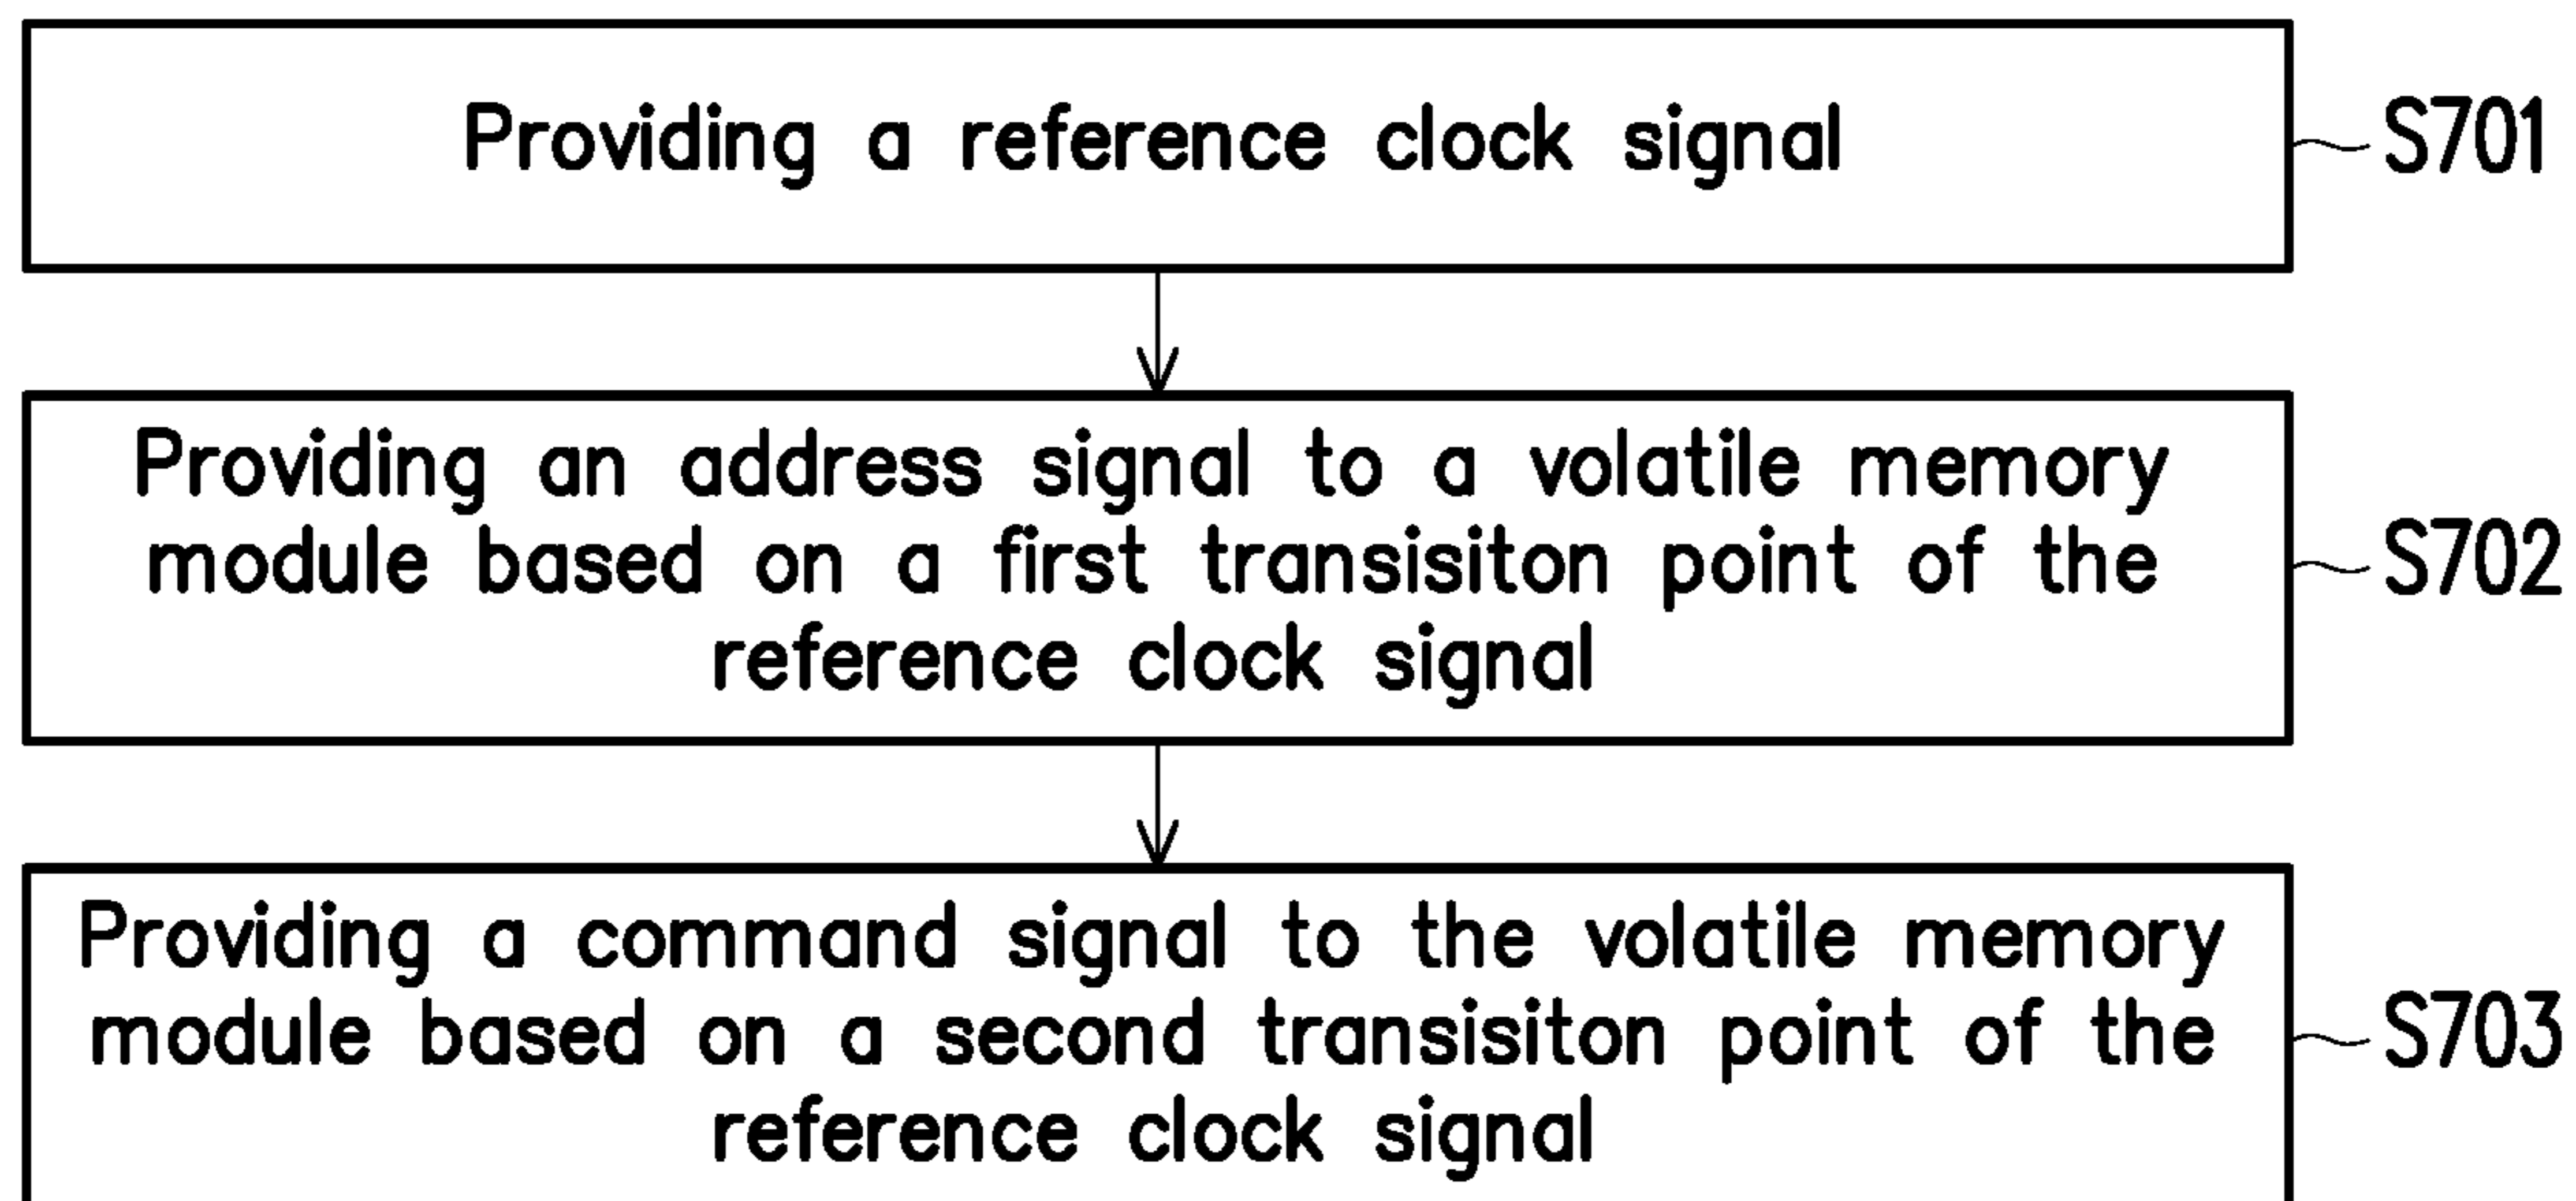 Providing a reference clock signal
S701
Providing an address signal to a volatile memory
module based on a first transisiton point of the
reference clock signal
S702
Providing a command signal to the volatile memory
module based on a second transisiton point of the
reference clock signal
S703